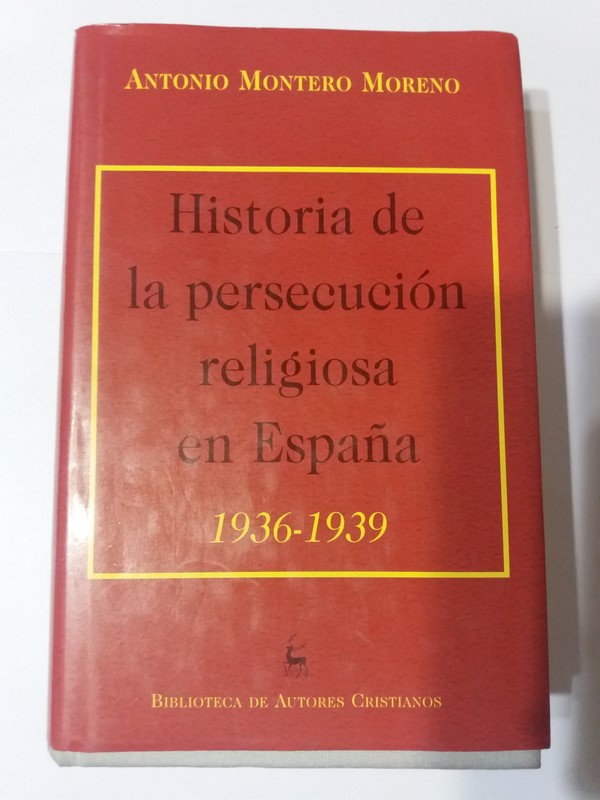 Antonio Montero Moreno
Historia de
la persecución
religiosa
en España
1936-1939
Biblioteca de Autores Cristianos